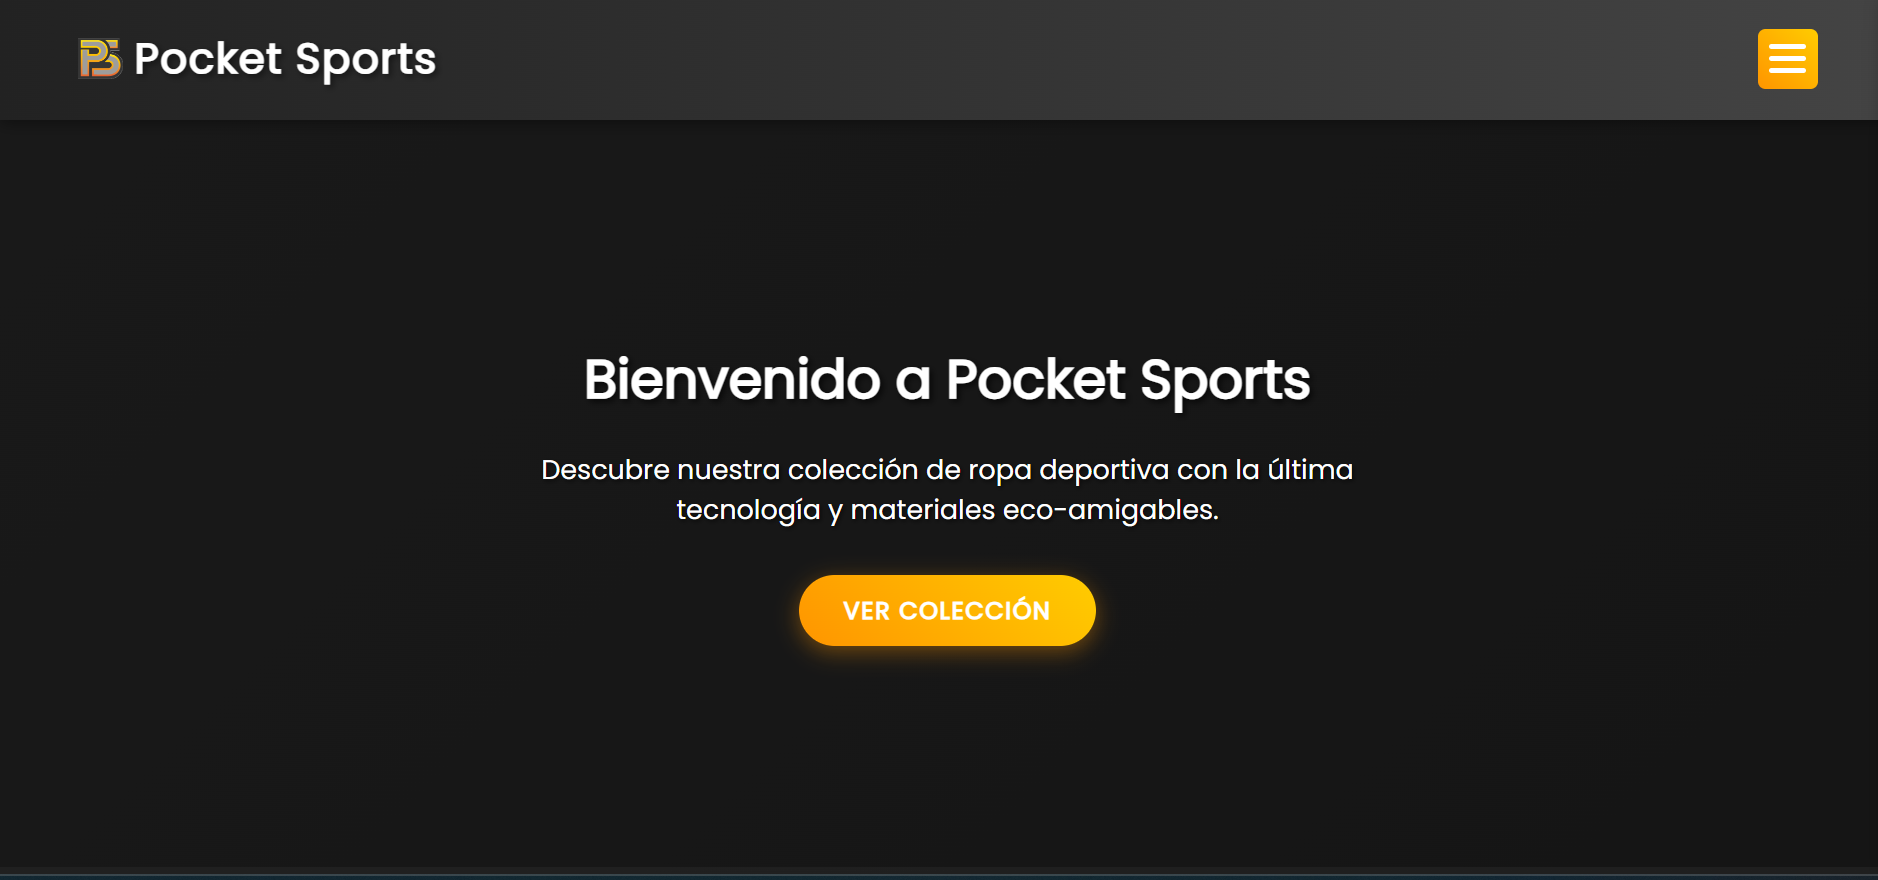 PS Pocket Sports
Bienvenido a Pocket Sports
Descubre nuestra colección de ropa deportiva con la última
tecnología y materiales eco-amigables.
VER COLECCIÓN